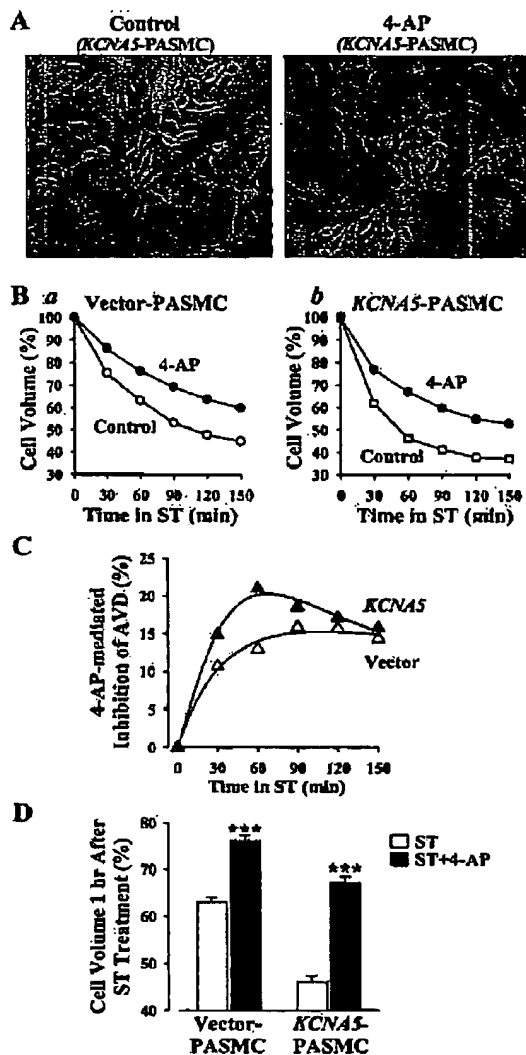 A
Control
(KCNA5-PASMC)
4-AP
(KCNA5-PASMC)
B
a
Vector-PASMC
Cell Volume (%)
100
90
80
70
60
50
40
30
4-AP
Control
0 30 60 90 120 150
Time in ST (min)
b
KCNA5-PASMC
Cell Volume (%)
100
90
80
70
60
50
40
30
4-AP
Control
0 30 60 90 120 150
Time in ST (min)
C
4-AP-mediated
Inhibition of AVD (%)
25
20
15
10
5
0
KCNA5
Vector
0 30 60 90 120 150
Time in ST (min)
D
Cell Volume 1 hr After
ST Treatment (%)
80
70
60
50
40
***
***
ST
ST+4-AP
Vector-
PASMC
KCNA5-
PASMC